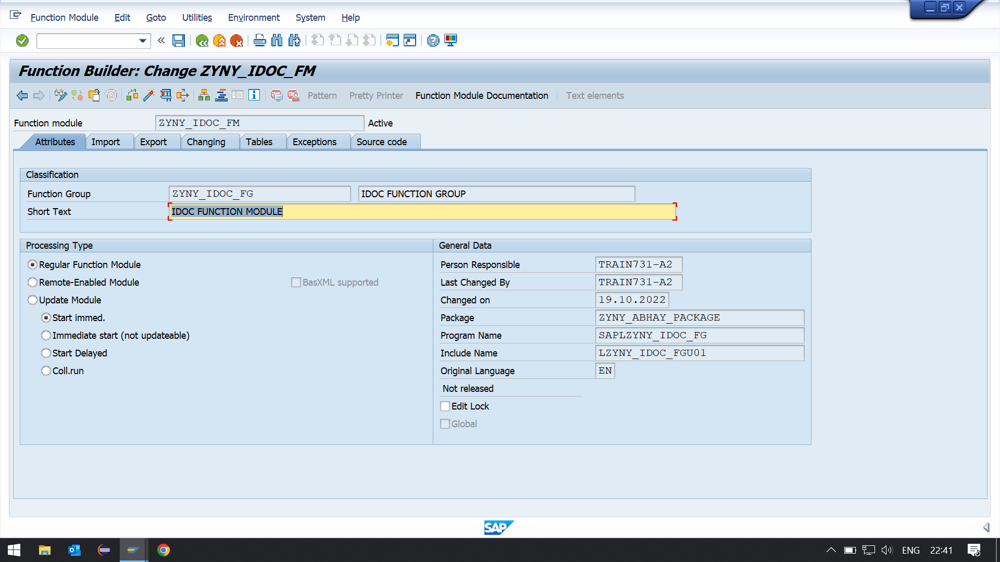 Function Module Edit Goto Utilities Environment System Help
Function Builder: Change ZYNY_IDOC_FM
Pattern Pretty Printer Function Module Documentation Text elements
Function module ZYNY_IDOC_FM Active
Attributes Import Export Changing Tables Exceptions Source code
Classification
Function Group ZYNY_IDOC_FG IDOC FUNCTION GROUP
Short Text IDOC FUNCTION MODULE
Processing Type
Regular Function Module
Remote-Enabled Module BasXML supported
Update Module
Start immed.
Immediate start (not updateable)
Start Delayed
Coll.run
General Data
Person Responsible TRAIN731-A2
Last Changed By TRAIN731-A2
Changed on 19.10.2022
Package ZYNY_ABHAY_PACKAGE
Program Name SAPLZYNY_IDOC_FG
Include Name LZYNY_IDOC_FGU01
Original Language EN
Not released
Edit Lock
Global
SAP
ENG 22:41